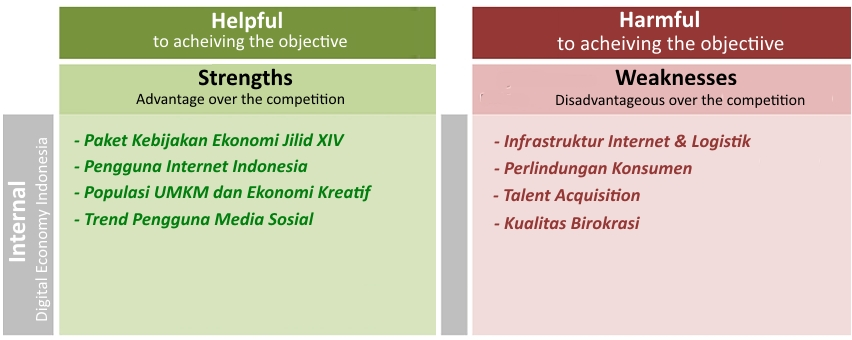 Helpful
to acheiving the objective
Harmful
to acheiving the objectiive
Strengths
Advantage over the competition
Weaknesses
Disadvantageous over the competition
Internal
Digital Economy Indonesia
- Paket Kebijakan Ekonomi Jilid XIV
- Pengguna Internet Indonesia
- Populasi UMKM dan Ekonomi Kreatif
- Trend Pengguna Media Sosial
- Infrastruktur Internet & Logistik
- Perlindungan Konsumen
- Talent Acquisition
- Kualitas Birokrasi